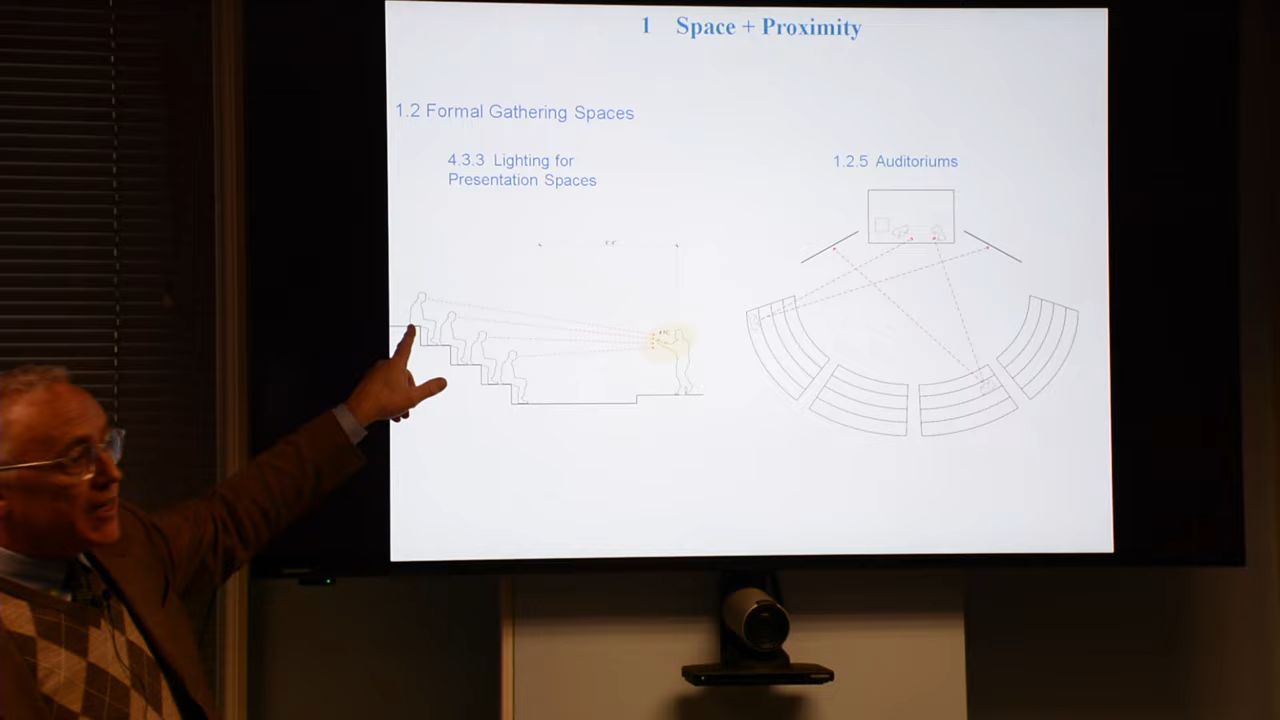 1 Space + Proximity
1.2 Formal Gathering Spaces
4.3.3 Lighting for
Presentation Spaces
1.2.5 Auditoriums